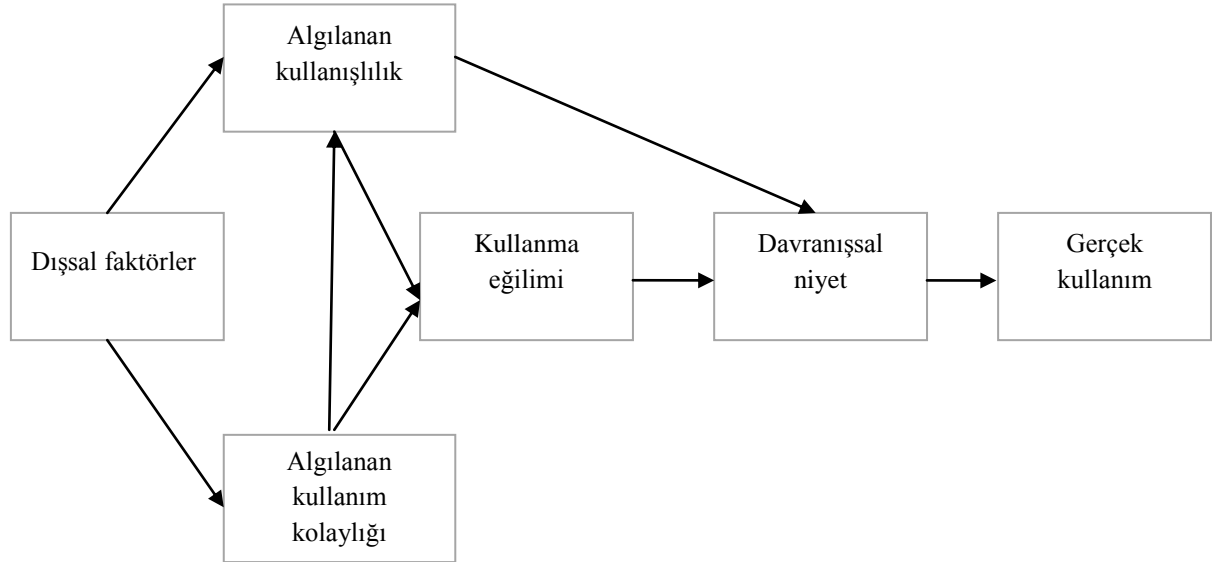 Algılanan
kullanışlılık
Dışsal faktörler
Kullanma
eğilimi
Davranışsal
niyet
Gerçek
kullanım
Algılanan
kullanım
kolaylığı